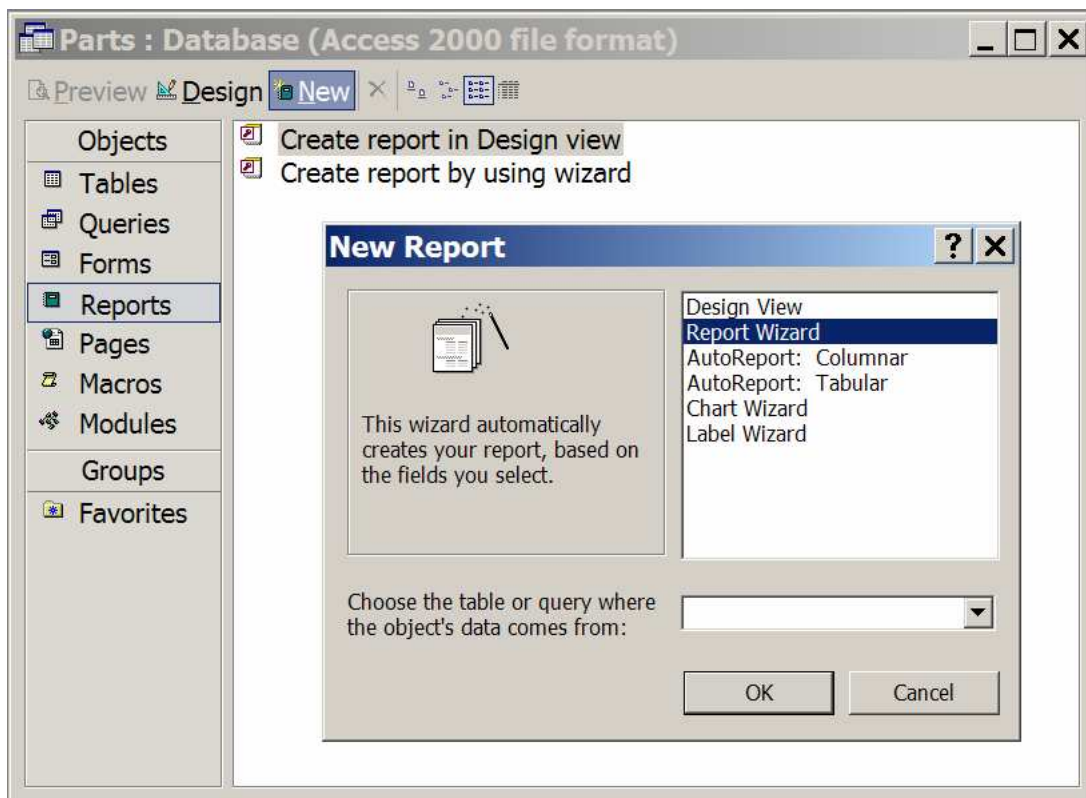 Parts : Database (Access 2000 file format)
Preview Design New
Objects
Tables
Queries
Forms
Reports
Pages
Macros
Modules
Groups
Favorites
Create report in Design view
Create report by using wizard
New Report
This wizard automatically
creates your report, based on
the fields you select.
Design View
Report Wizard
AutoReport: Columnar
AutoReport: Tabular
Chart Wizard
Label Wizard
Choose the table or query where
the object's data comes from:
OK Cancel